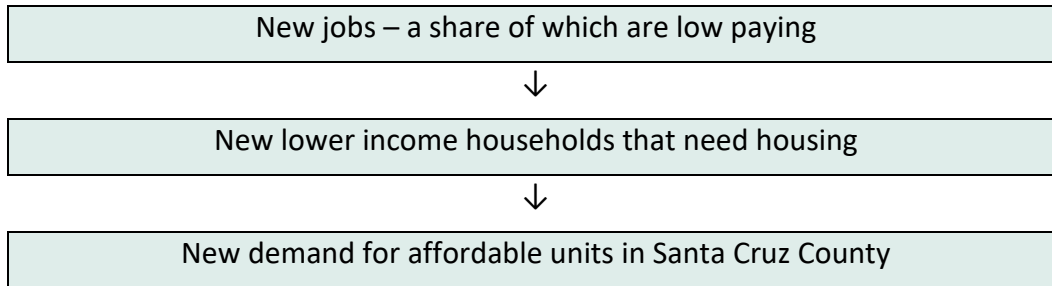 New jobs – a share of which are low paying
↓
New lower income households that need housing
↓
New demand for affordable units in Santa Cruz County